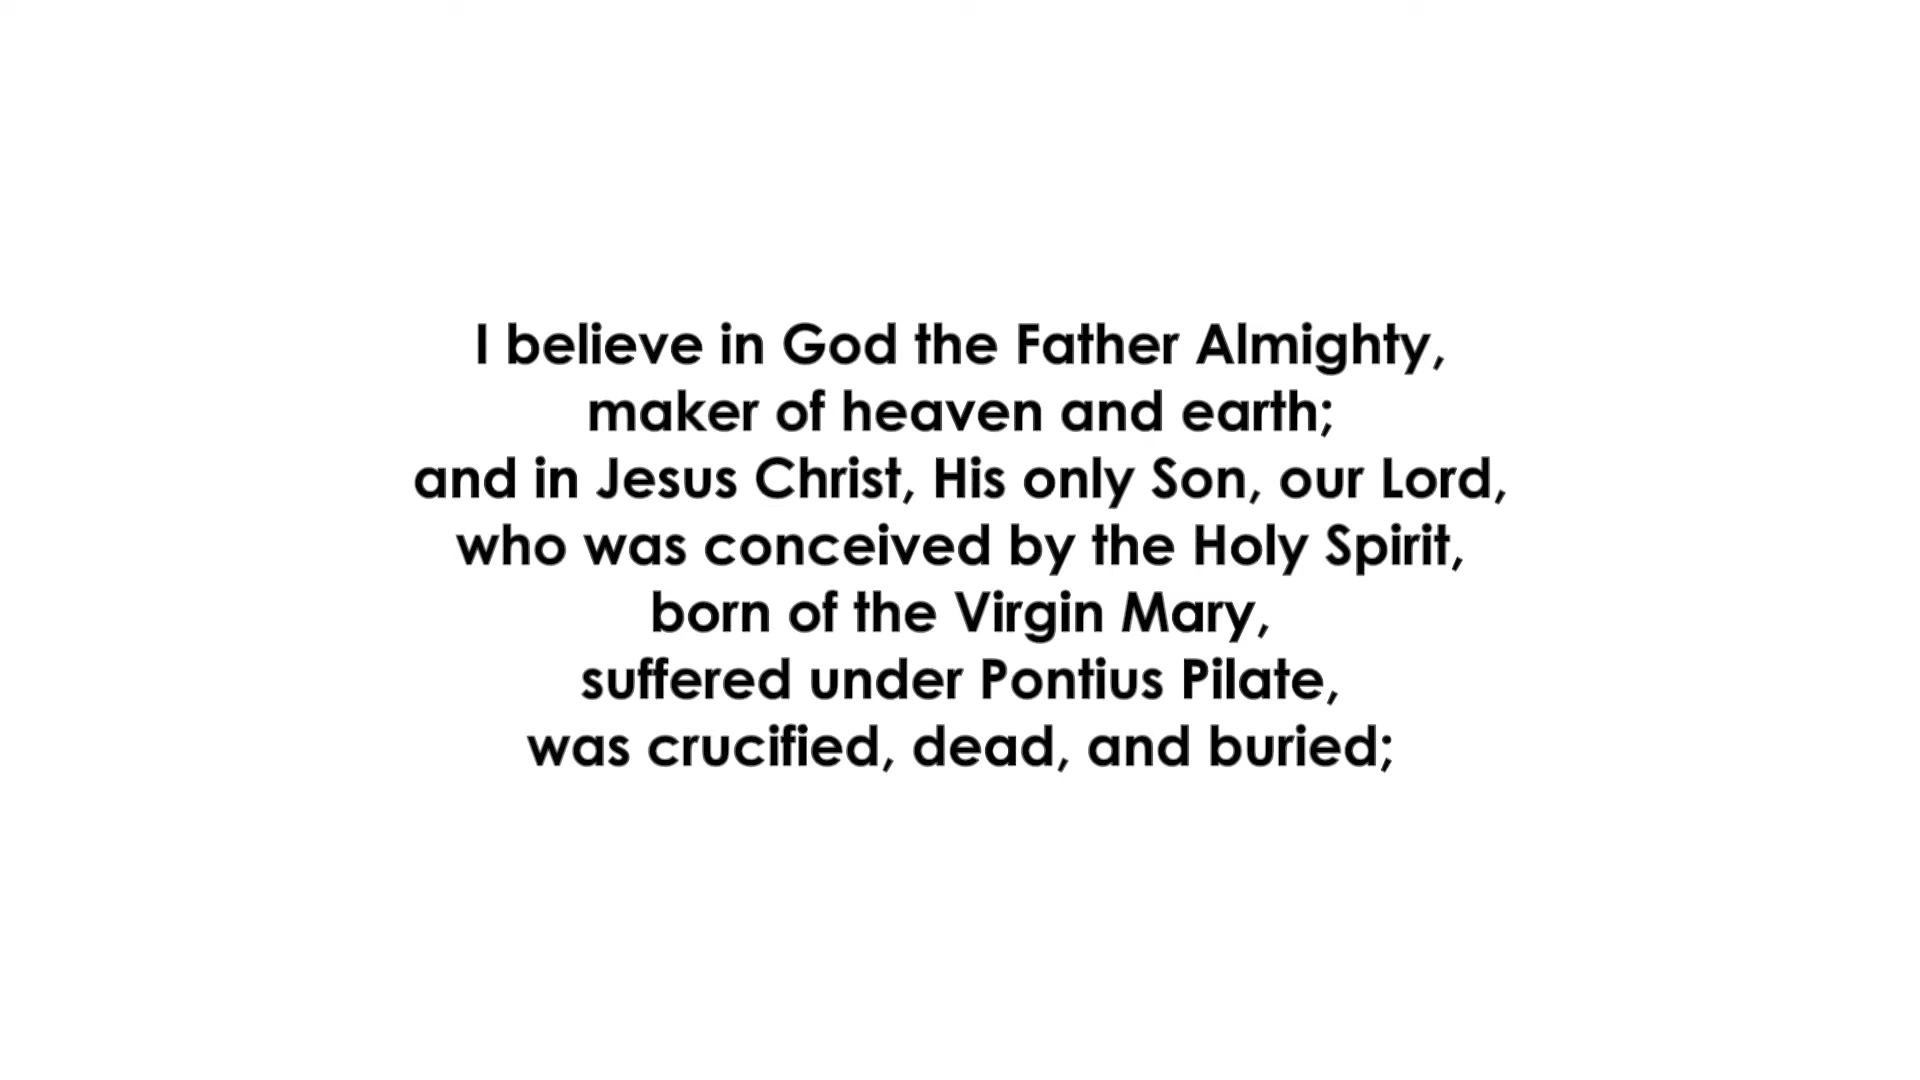 I believe in God the Father Almighty,
maker of heaven and earth;
and in Jesus Christ, His only Son, our Lord,
who was conceived by the Holy Spirit,
born of the Virgin Mary,
suffered under Pontius Pilate,
was crucified, dead, and buried;